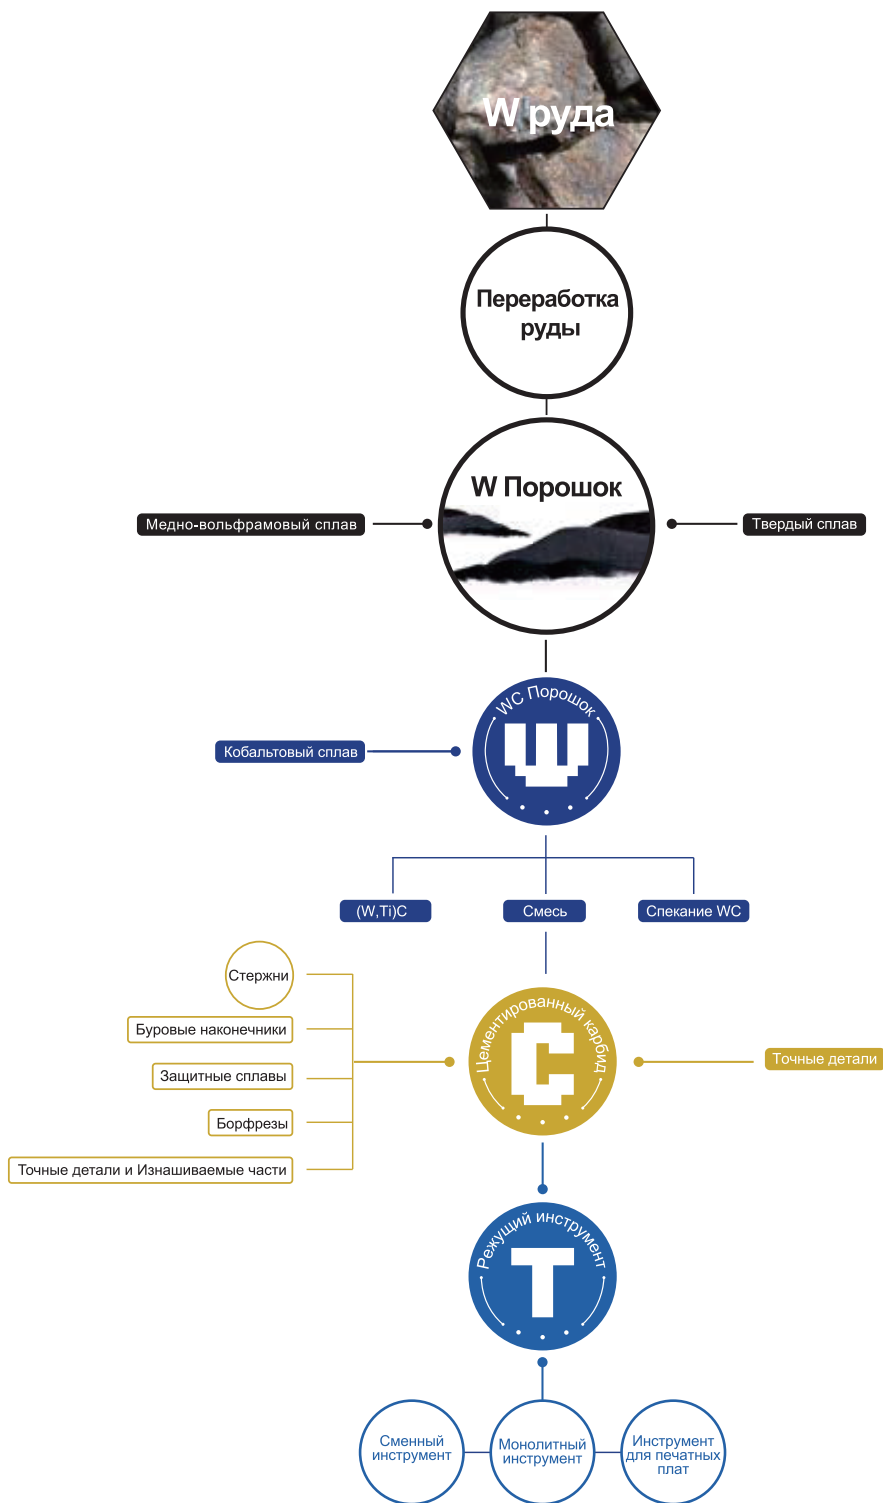 W руда
Переработка
руды
W Порошок
Медно-вольфрамовый сплав
Твердый сплав
WC Порошок
W
Кобальтовый сплав
(W,Ti)C
Смесь
Спекание WC
Стержни
Буровые наконечники
Защитные сплавы
Борфрезы
Точные детали и Изнашиваемые части
Цементированный карбид
C
Точные детали
Режущий инструмент
T
Сменный
инструмент
Монолитный
инструмент
Инструмент
для печатных
плат